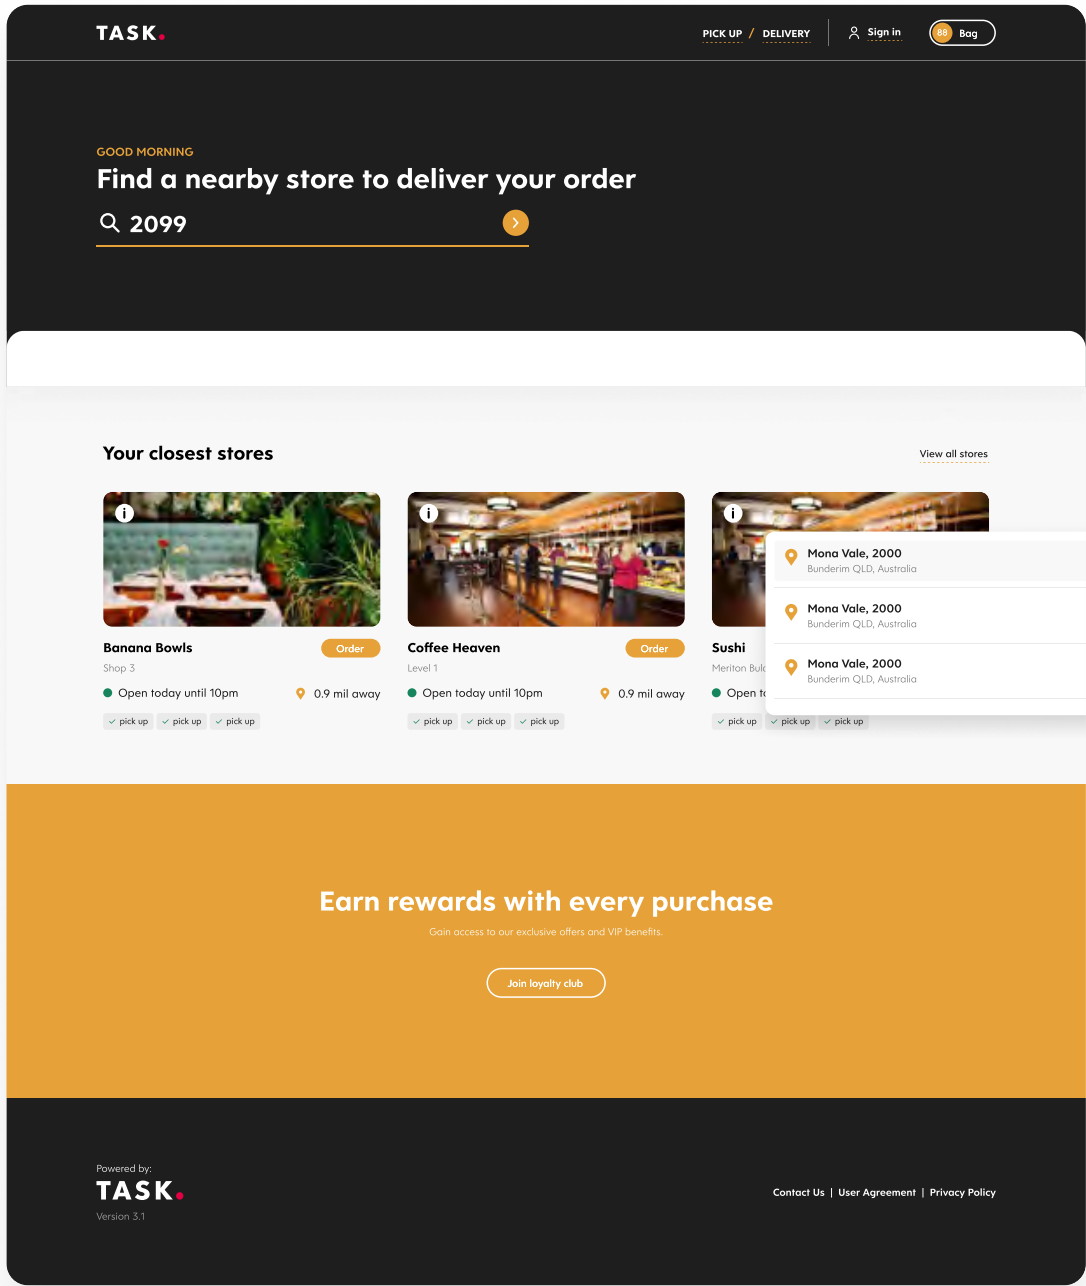 TASK.
PICK UP / DELIVERY
Sign in
88 Bag
GOOD MORNING
Find a nearby store to deliver your order
2099
Your closest stores
View all stores
i
i
i
Banana Bowls
Order
Shop 3
Open today until 10pm
0.9 mil away
pick up
pick up
pick up
Coffee Heaven
Order
Level 1
Open today until 10pm
0.9 mil away
pick up
pick up
pick up
Sushi
Meriton
pick up
pick up
pick up
Mona Vale, 2000
Bunderim QLD, Australia
Mona Vale, 2000
Bunderim QLD, Australia
Mona Vale, 2000
Bunderim QLD, Australia
Earn rewards with every purchase
Gain access to our exclusive offers and VIP benefits.
Join loyalty club
Powered by:
TASK.
Version 3.1
Contact Us | User Agreement | Privacy Policy